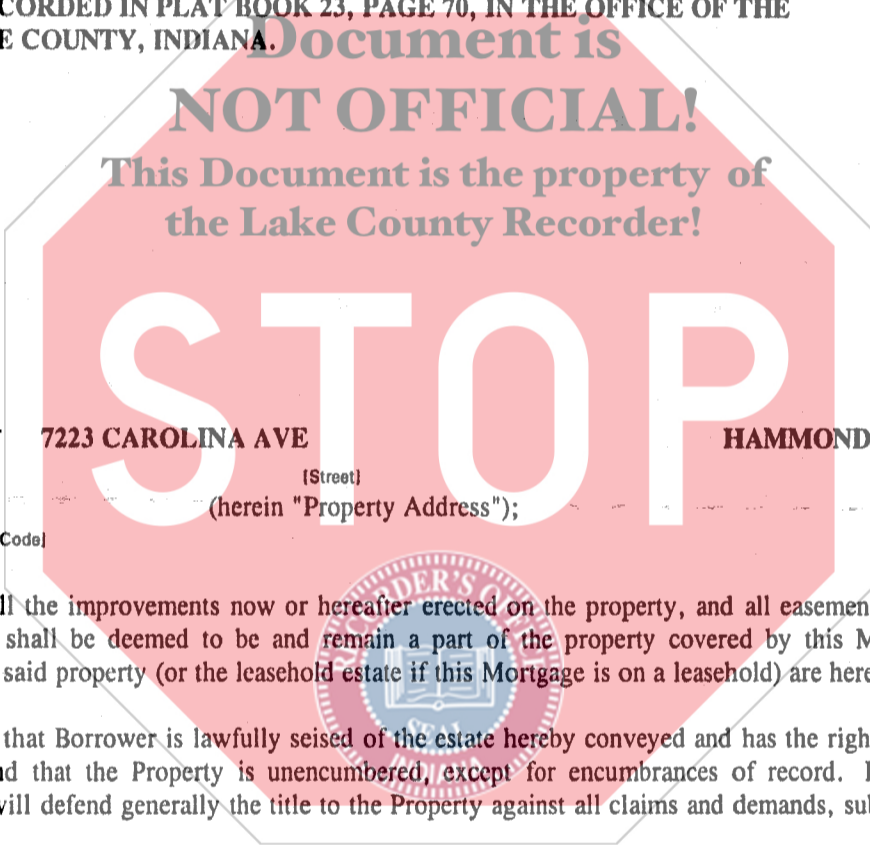 CORDED IN PLAT BOOK 23, PAGE 70, IN THE OFFICE OF THE
E COUNTY, INDIANA.
Document is
NOT OFFICIAL!
This Document is the property of
the Lake County Recorder!
STOP
7223 CAROLINA AVE HAMMOND
[Street]
(herein "Property Address");
Code]
ll the improvements now or hereafter erected on the property, and all easemen
shall be deemed to be and remain a part of the property covered by this M
said property (or the leasehold estate if this Mortgage is on a leasehold) are here
RECORDER'S OFFICE
SEAL
INDIANA
that Borrower is lawfully seised of the estate hereby conveyed and has the righ
d that the Property is unencumbered, except for encumbrances of record.
will defend generally the title to the Property against all claims and demands, su